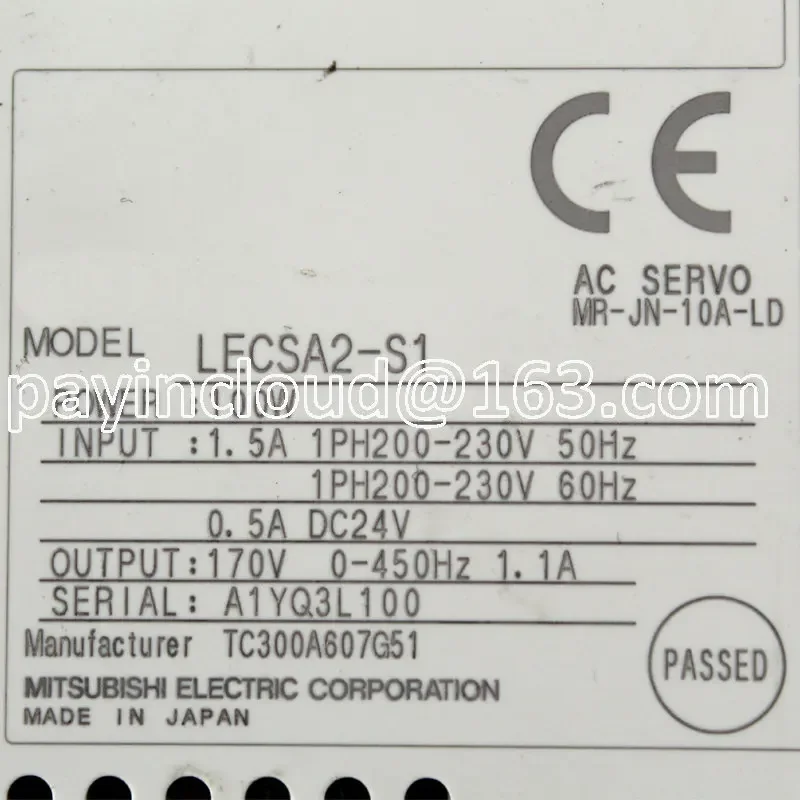 CE
AC SERVO
MR-JN-10A-LD
MODEL LECSA2-S1
payincloud@163.com
POWER :100W
INPUT :1.5A 1PH200-230V 50Hz
1PH200-230V 60Hz
0.5A DC24V
OUTPUT:170V 0-450Hz 1.1A
SERIAL: A1YQ3L100
Manufacturer TC300A607G51
PASSED
MITSUBISHI ELECTRIC CORPORATION
MADE IN JAPAN